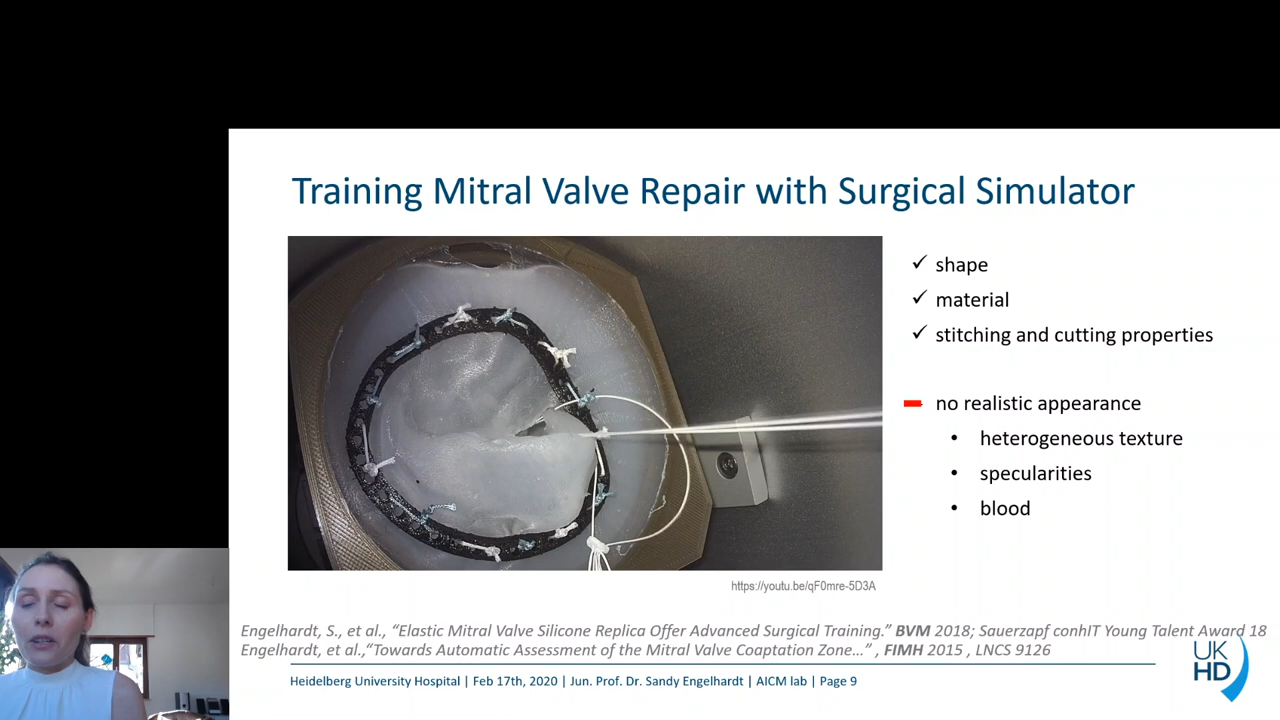 Training Mitral Valve Repair with Surgical Simulator
✓ shape
✓ material
✓ stitching and cutting properties
no realistic appearance
• heterogeneous texture
• specularities
• blood
https://youtu.be/qF0mre-5D3A
Engelhardt, S., et al., “Elastic Mitral Valve Silicone Replica Offer Advanced Surgical Training.” BVM 2018; Sauerzapf conhIT Young Talent Award 18
Engelhardt, et al.,“Towards Automatic Assessment of the Mitral Valve Coaptation Zone…” , FIMH 2015 , LNCS 9126
Heidelberg University Hospital | Feb 17th, 2020 | Jun. Prof. Dr. Sandy Engelhardt | AICM lab | Page 9
UK
HD